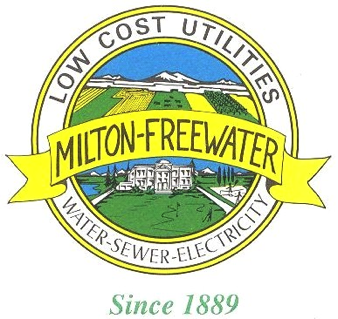 LOW COST UTILITIES
MILTON-FREEWATER
WATER-SEWER-ELECTRICITY
Since 1889